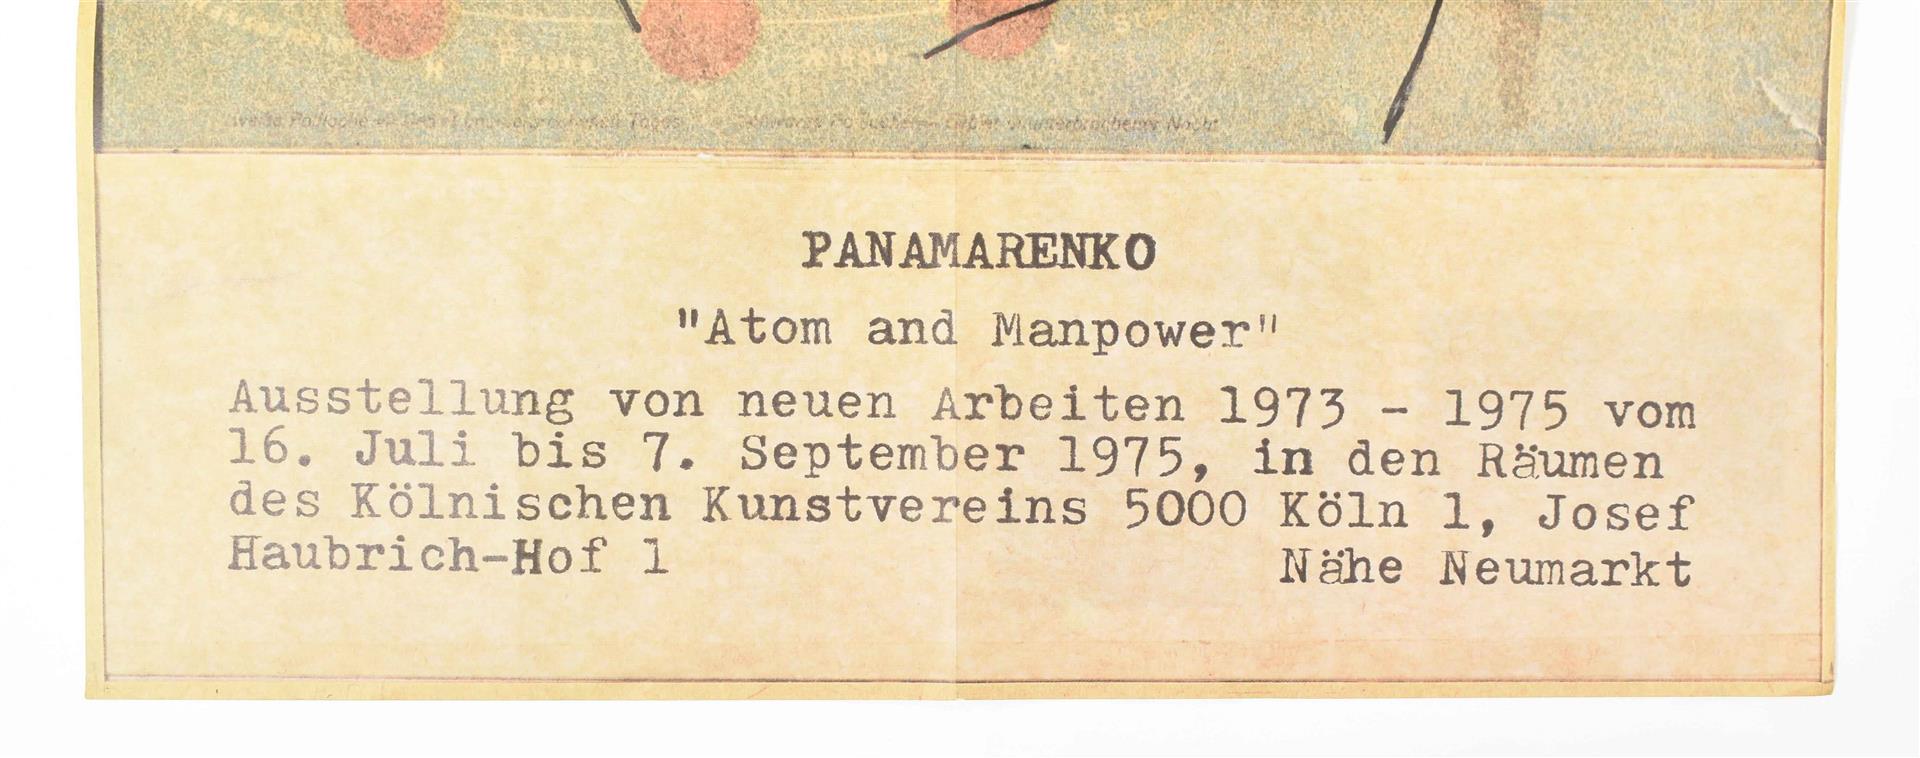 PANAMARENKO
"Atom and Manpower"
Ausstellung von neuen Arbeiten 1973 - 1975 vom
16. Juli bis 7. September 1975, in den Räumen
des Kölnischen Kunstvereins 5000 Köln 1, Josef
Haubrich-Hof 1 Nähe Neumarkt